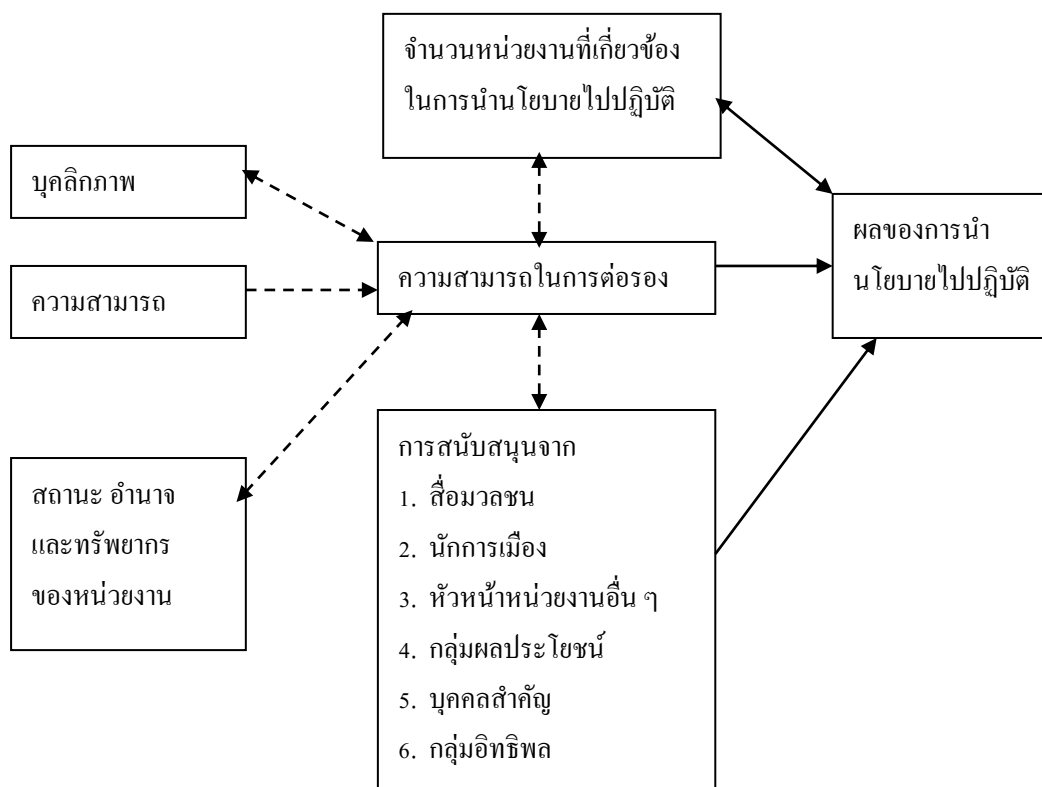 จำนวนหน่วยงานที่เกี่ยวข้อง
ในการนำนโยบายไปปฏิบัติ
บุคลิกภาพ
ความสามารถ
ความสามารถในการต่อรอง
ผลของการนำ
นโยบายไปปฏิบัติ
สถานะ อำนาจ
และทรัพยากร
ของหน่วยงาน
การสนับสนุนจาก
1. สื่อมวลชน
2. นักการเมือง
3. หัวหน้าหน่วยงานอื่น ๆ
4. กลุ่มผลประโยชน์
5. บุคคลสำคัญ
6. กลุ่มอิทธิพล